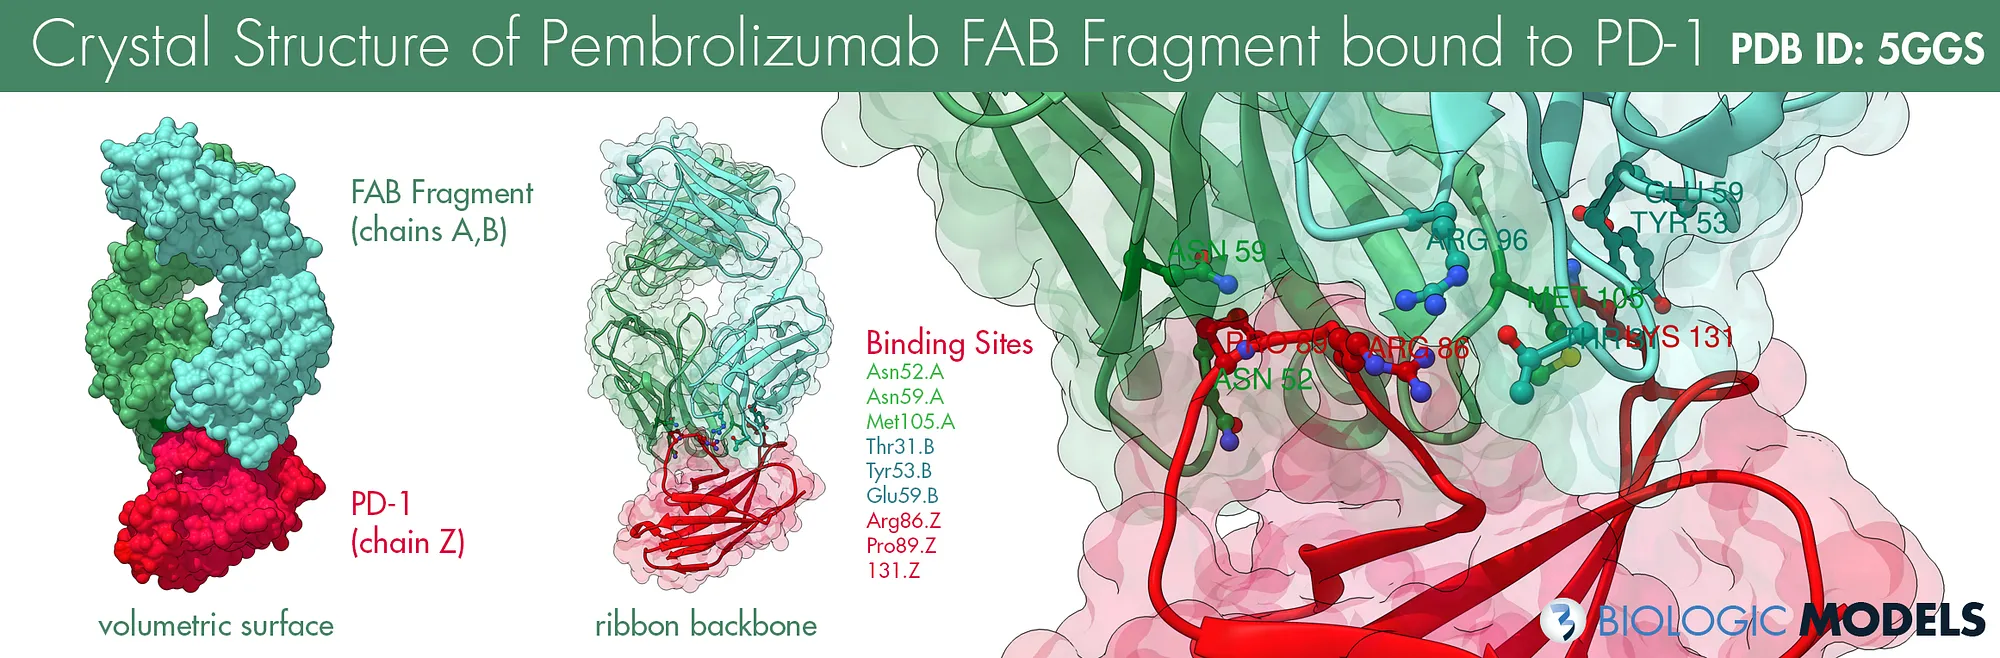 Crystal Structure of Pembrolizumab FAB Fragment bound to PD-1 PDB ID: 5GGS
FAB Fragment
(chains A,B)
PD-1
(chain Z)
volumetric surface
ribbon backbone
Binding Sites
Asn52.A
Asn59.A
Met105.A
Thr31.B
Tyr53.B
Glu59.B
Arg86.Z
Pro89.Z
131.Z
GLU 59
TYR 53
ARG 96
ASN 59
MET 105
THR
LYS 131
PRO 89
ARG 86
ASN 52
BIOLOGIC MODELS